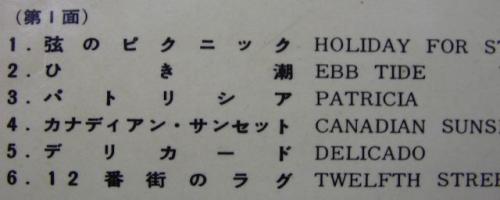 (第1面)
1. 弦のピクニック HOLIDAY FOR
2. ひき潮 EBB TIDE
3. パトリシア PATRICIA
4. カナディアン・サンセット CANADIAN
5. デリカード DELICADO
6. 12番街のラグ TWELFTH